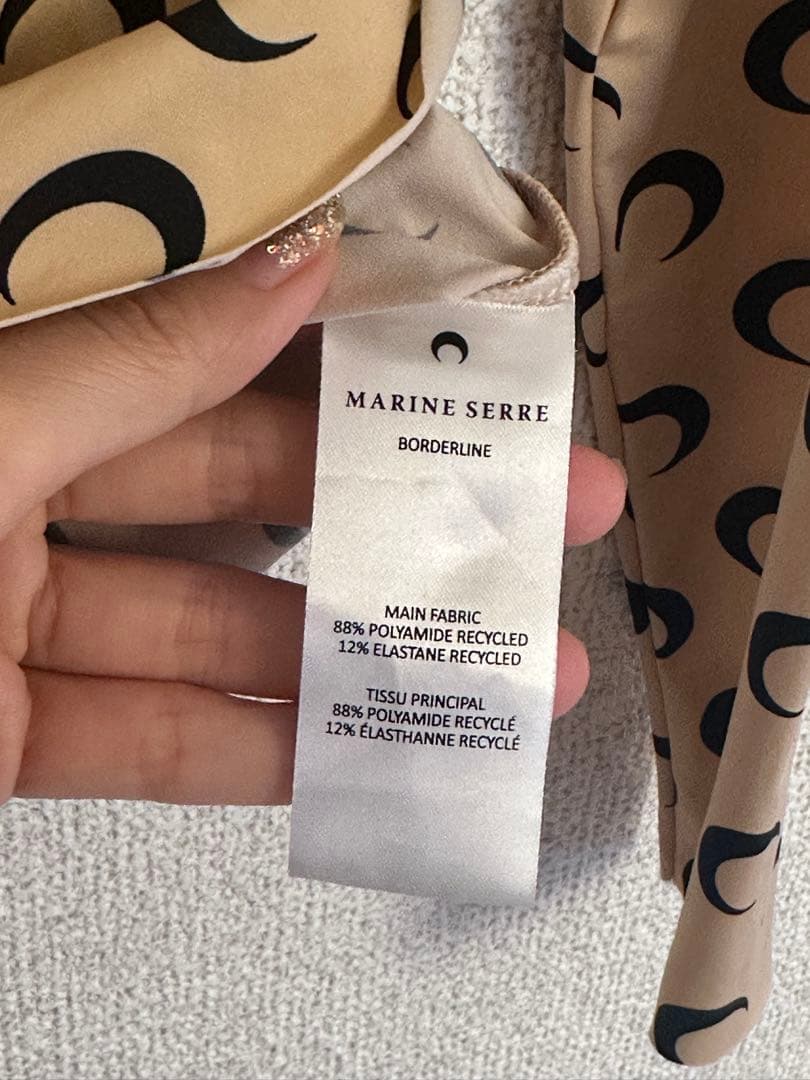 MARINE SERRE
BORDERLINE
MAIN FABRIC
88% POLYAMIDE RECYCLED
12% ELASTANE RECYCLED
TISSU PRINCIPAL
88% POLYAMIDE RECYCLÉ
12% ÉLASTHANNE RECYCLÉ